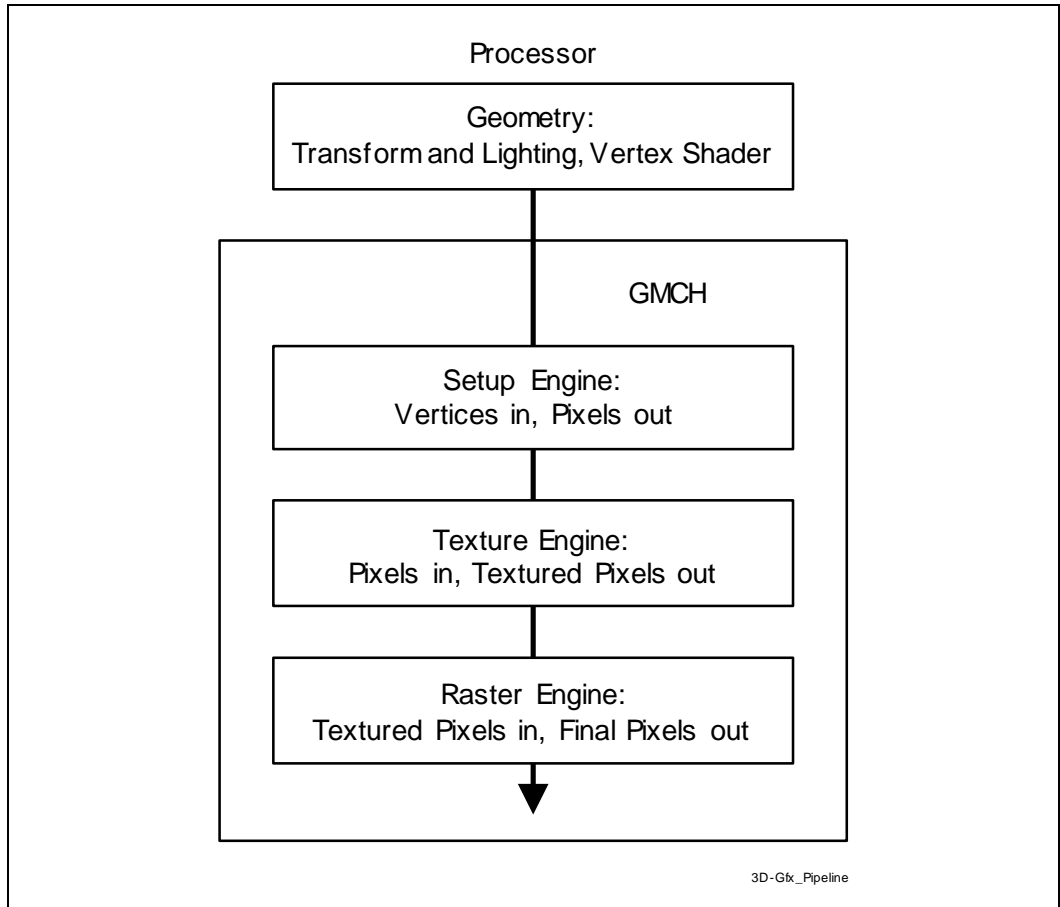 Processor
Geometry:
Transform and Lighting, Vertex Shader
GMCH
Setup Engine:
Vertices in, Pixels out
Texture Engine:
Pixels in, Textured Pixels out
Raster Engine:
Textured Pixels in, Final Pixels out
3D-Gfx_Pipeline